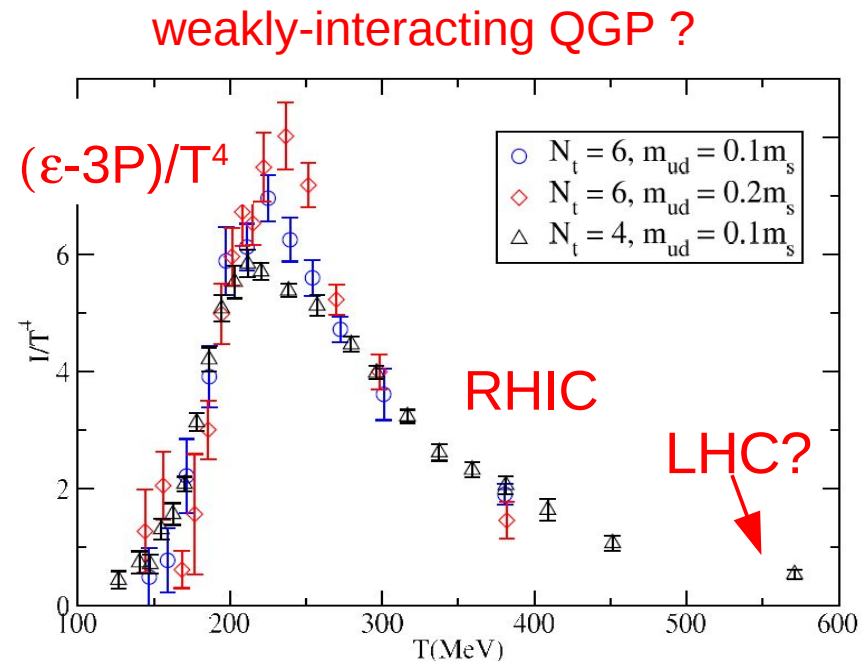 weakly-interacting QGP ?
(ε-3P)/T⁴
N_t = 6, m_ud = 0.1m_s
N_t = 6, m_ud = 0.2m_s
N_t = 4, m_ud = 0.1m_s
I/T⁴
6
4
2
0
RHIC
LHC?
100 200 300 400 500 600
T(MeV)